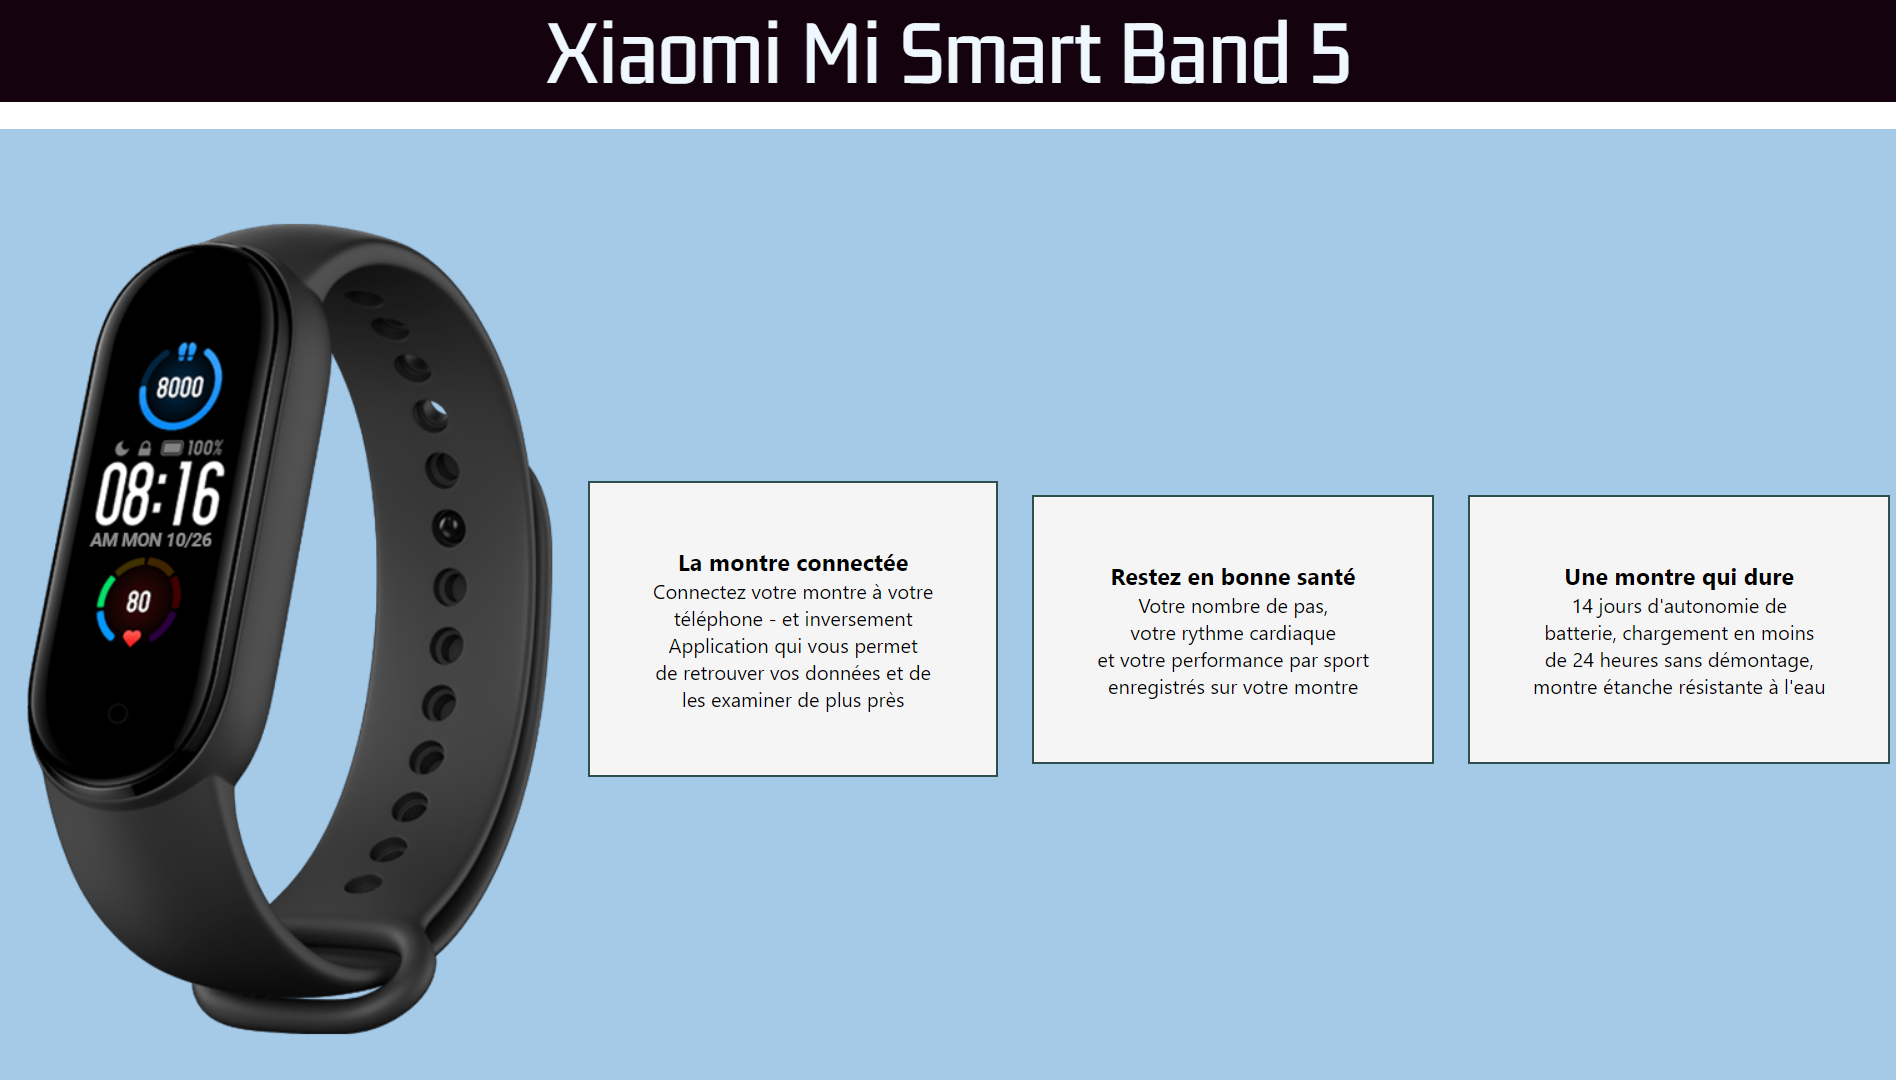 Xiaomi Mi Smart Band 5
8000
100%
08:16
AM MON 10/26
80
La montre connectée
Connectez votre montre à votre
téléphone - et inversement
Application qui vous permet
de retrouver vos données et de
les examiner de plus près
Restez en bonne santé
Votre nombre de pas,
votre rythme cardiaque
et votre performance par sport
enregistrés sur votre montre
Une montre qui dure
14 jours d'autonomie de
batterie, chargement en moins
de 24 heures sans démontage,
montre étanche résistante à l'eau